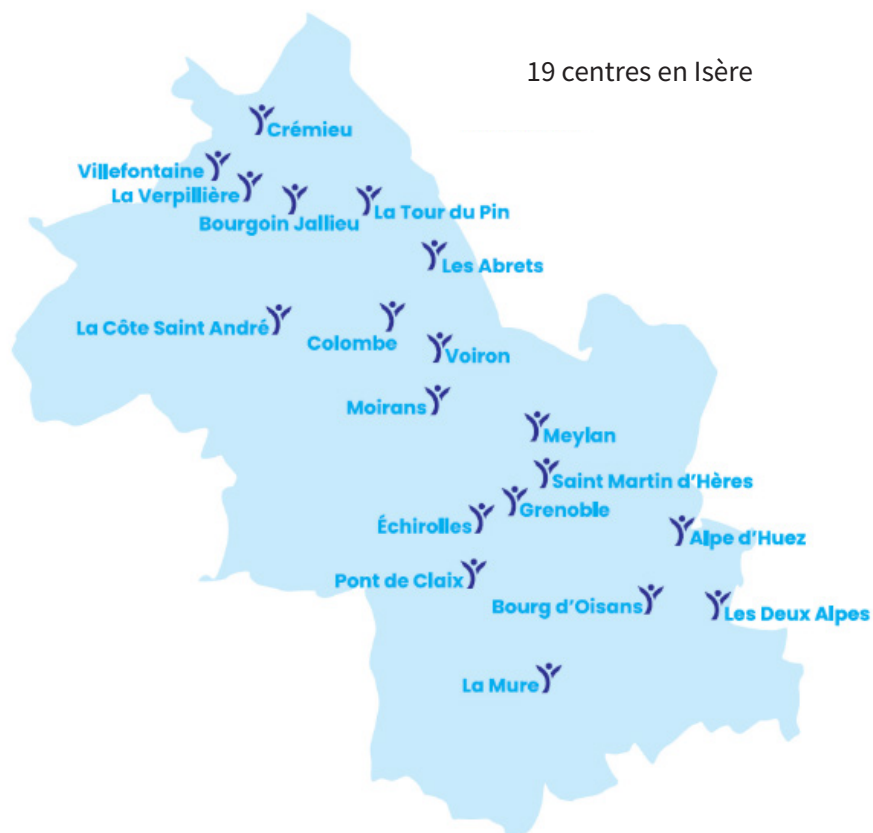 19 centres en Isère
Crémieu
Villefontaine
La Verpillière
Bourgoin Jallieu
La Tour du Pin
Les Abrets
La Côte Saint André
Colombe
Voiron
Moirans
Meylan
Saint Martin d'Hères
Grenoble
Échirolles
Alpe d'Huez
Pont de Claix
Bourg d'Oisans
Les Deux Alpes
La Mure